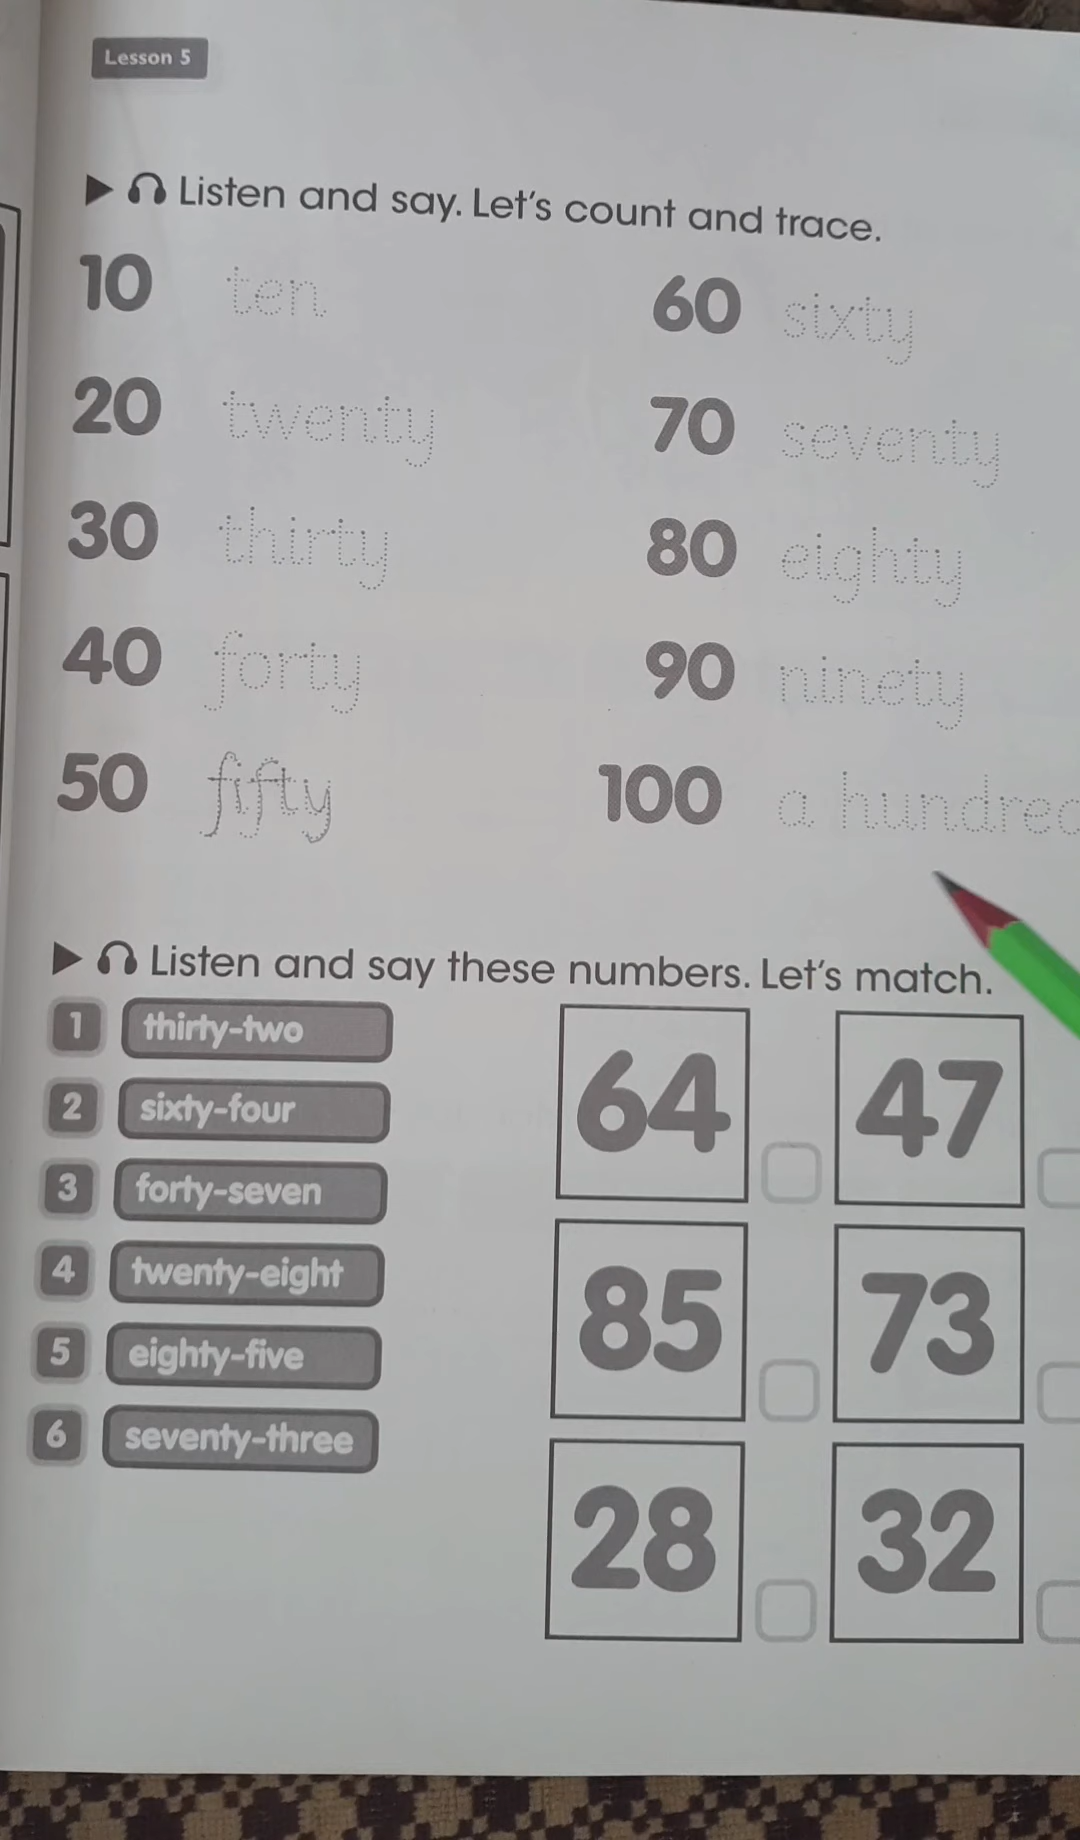 Lesson 5
Listen and say. Let's count and trace.
10 ten
20 twenty
30 thirty
40 forty
50 fifty
60 sixty
70 seventy
80 eighty
90 ninety
100 a hundred
Listen and say these numbers. Let's match.
1 thirty-two
2 sixty-four
3 forty-seven
4 twenty-eight
5 eighty-five
6 seventy-three
64 47
85 73
28 32